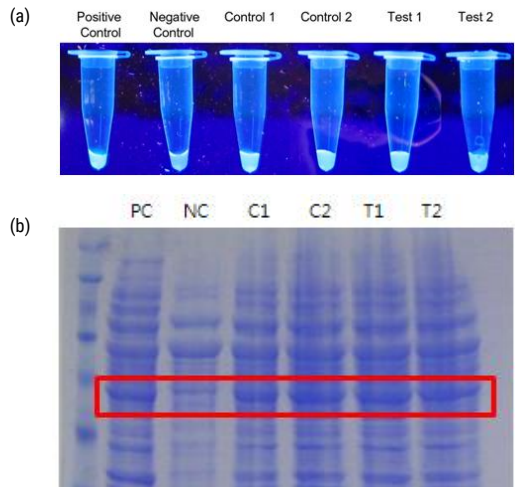 (a)
Positive Control
Negative Control
Control 1
Control 2
Test 1
Test 2
(b)
PC NC C1 C2 T1 T2